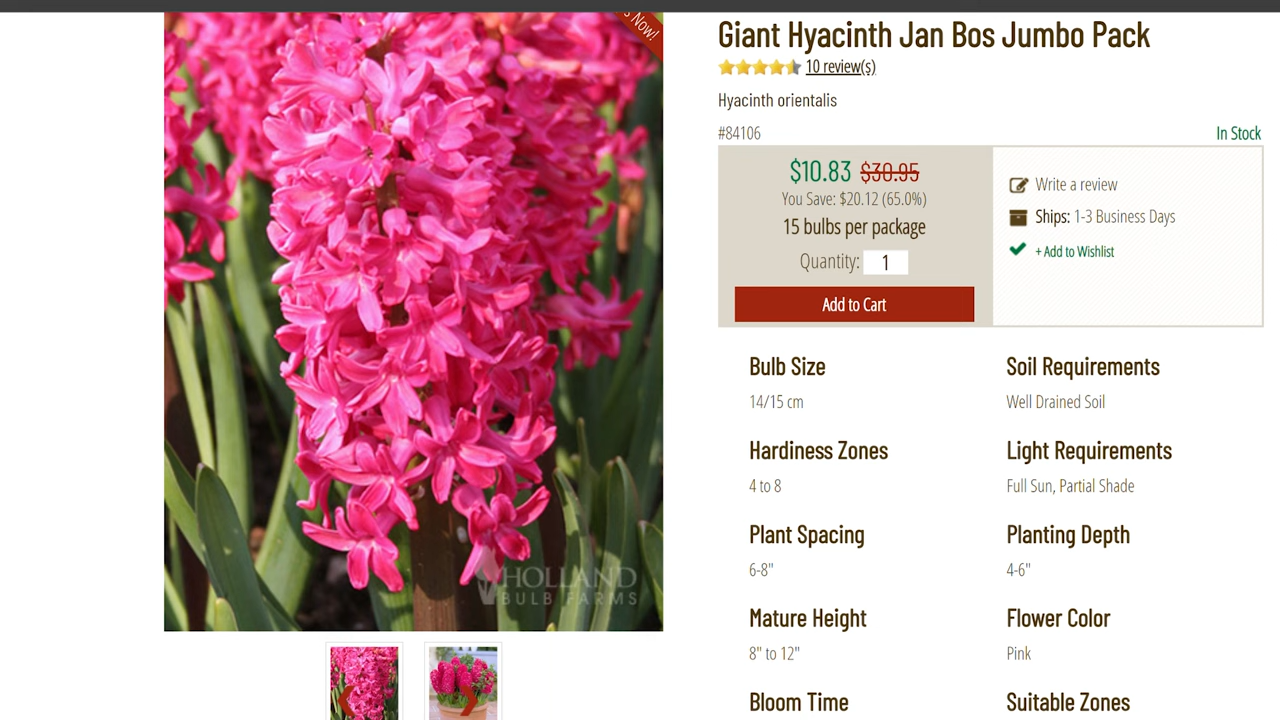 s Now!
Giant Hyacinth Jan Bos Jumbo Pack
10 review(s)
Hyacinth orientalis
#84106
In Stock
$10.83 $30.95
You Save: $20.12 (65.0%)
15 bulbs per package
Quantity: 1
Add to Cart
Write a review
Ships: 1-3 Business Days
+ Add to Wishlist
Bulb Size
14/15 cm
Soil Requirements
Well Drained Soil
Hardiness Zones
4 to 8
Light Requirements
Full Sun, Partial Shade
Plant Spacing
6-8"
Planting Depth
4-6"
Mature Height
8" to 12"
Flower Color
Pink
Bloom Time
Suitable Zones
HOLLAND
BULB FARMS